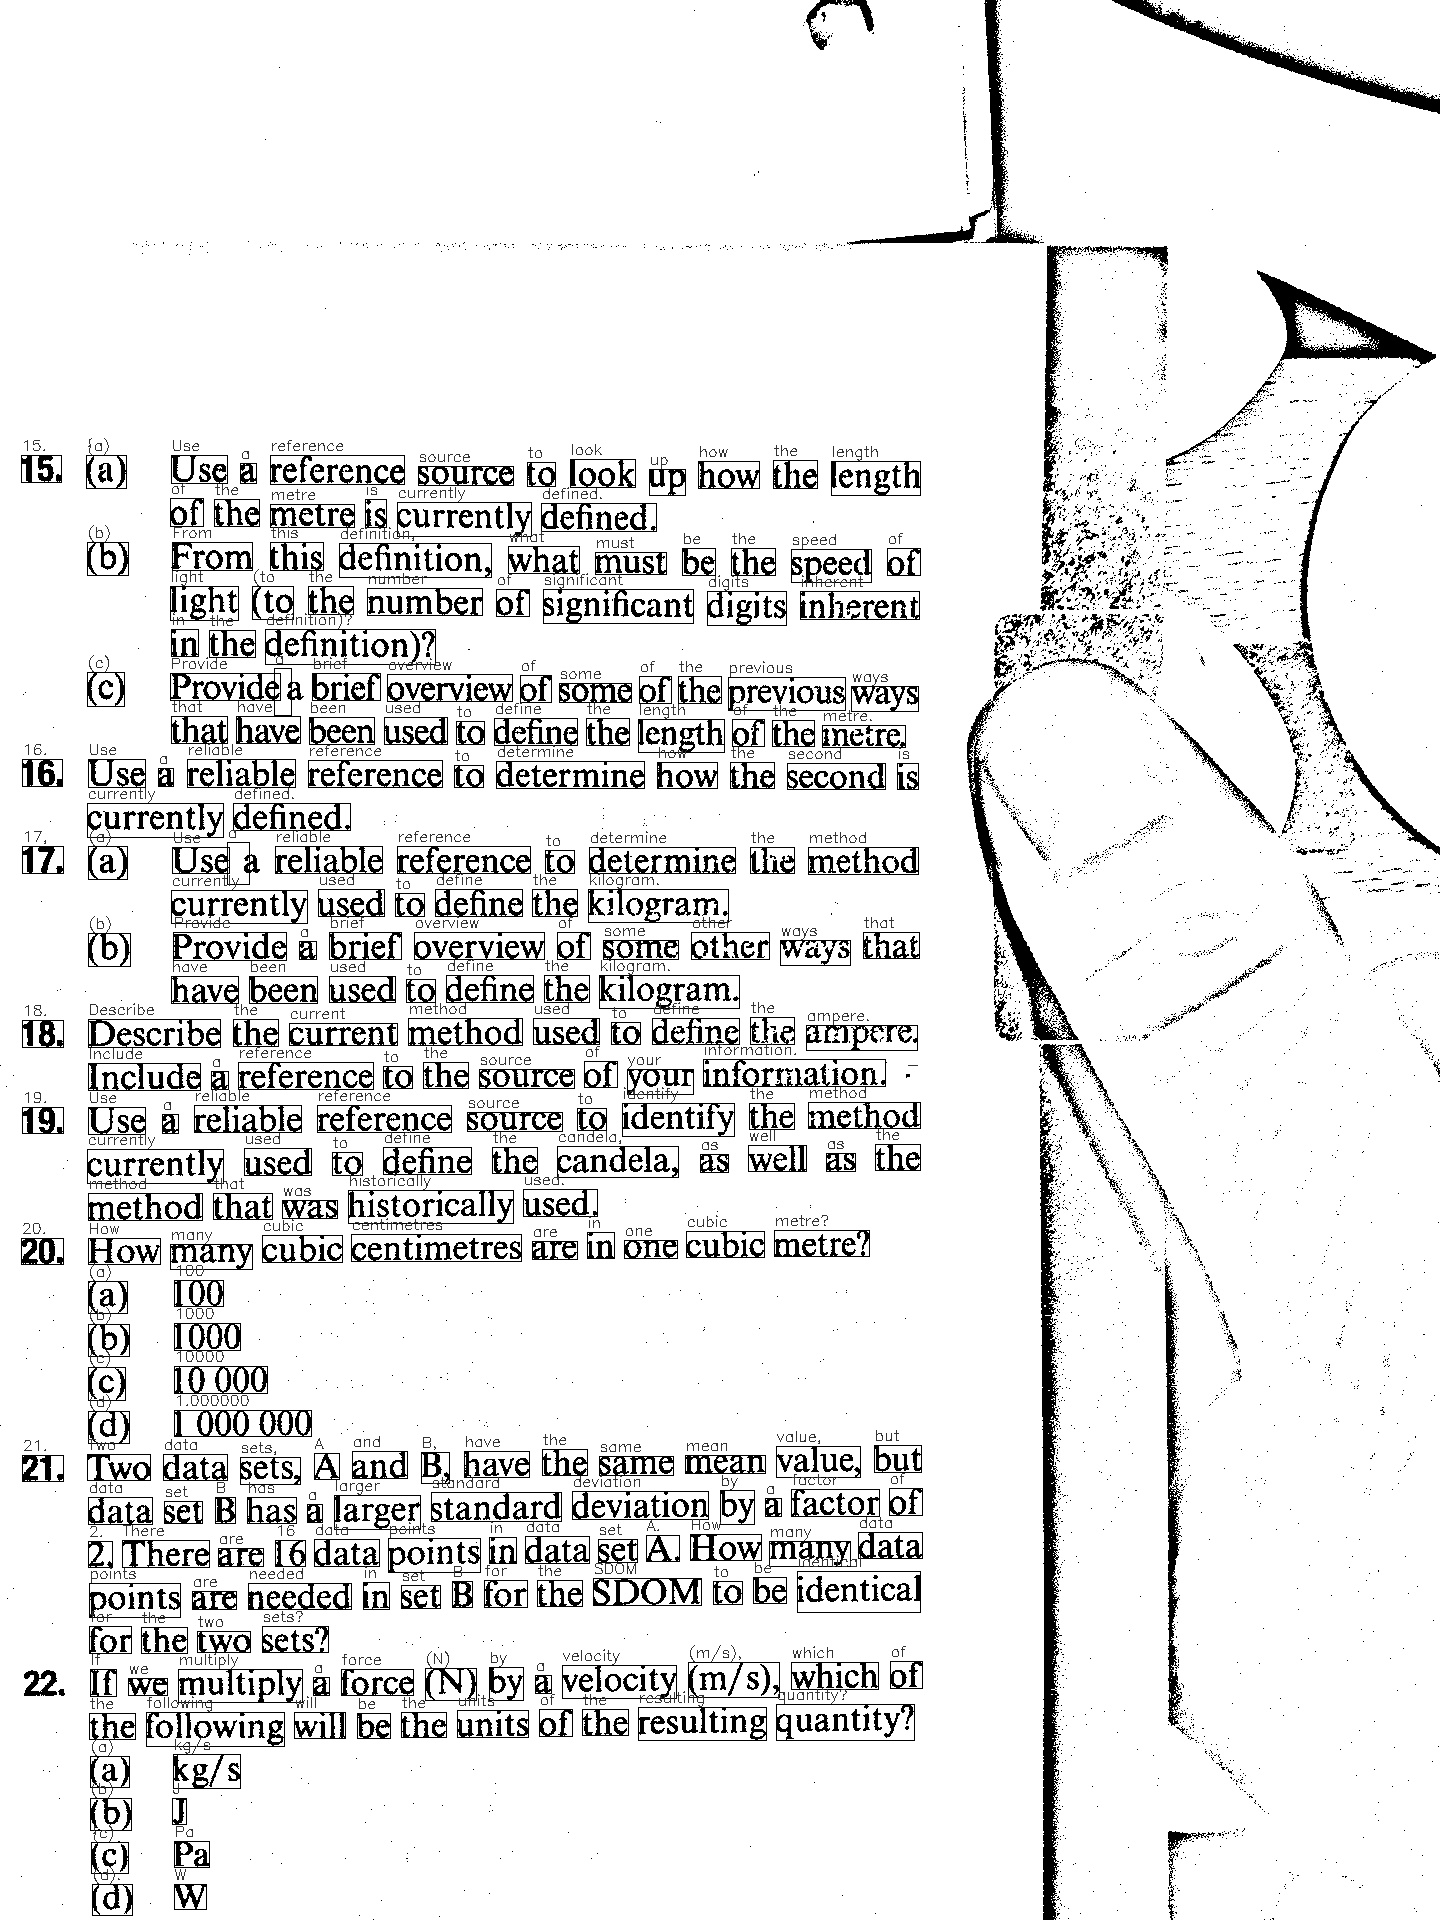 15. (a) Use a reference source to look up how the length
of the metre is currently defined.
(b) From this definition, what must be the speed of
light (to the number of significant digits inherent
in the definition)?
(c) Provide a brief overview of some of the previous ways
that have been used to define the length of the metre.
16. Use a reliable reference to determine how the second is
currently defined.
17. (a) Use a reliable reference to determine the method
currently used to define the kilogram.
(b) Provide a brief overview of some other ways that
have been used to define the kilogram.
18. Describe the current method used to define the ampere.
Include a reference to the source of your information.
19. Use a reliable reference source to identify the method
currently used to define the candela, as well as the
method that was historically used.
20. How many cubic centimetres are in one cubic metre?
(a) 100
(b) 1000
(c) 10 000
(d) 1 000 000
21. Two data sets, A and B, have the same mean value, but
data set B has a larger standard deviation by a factor of
2. There are 16 data points in data set A. How many data
points are needed in set B for the SDOM to be identical
for the two sets?
22. If we multiply a force (N) by a velocity (m/s), which of
the following will be the units of the resulting quantity?
(a) kg/s
(b) J
(c) Pa
(d) W